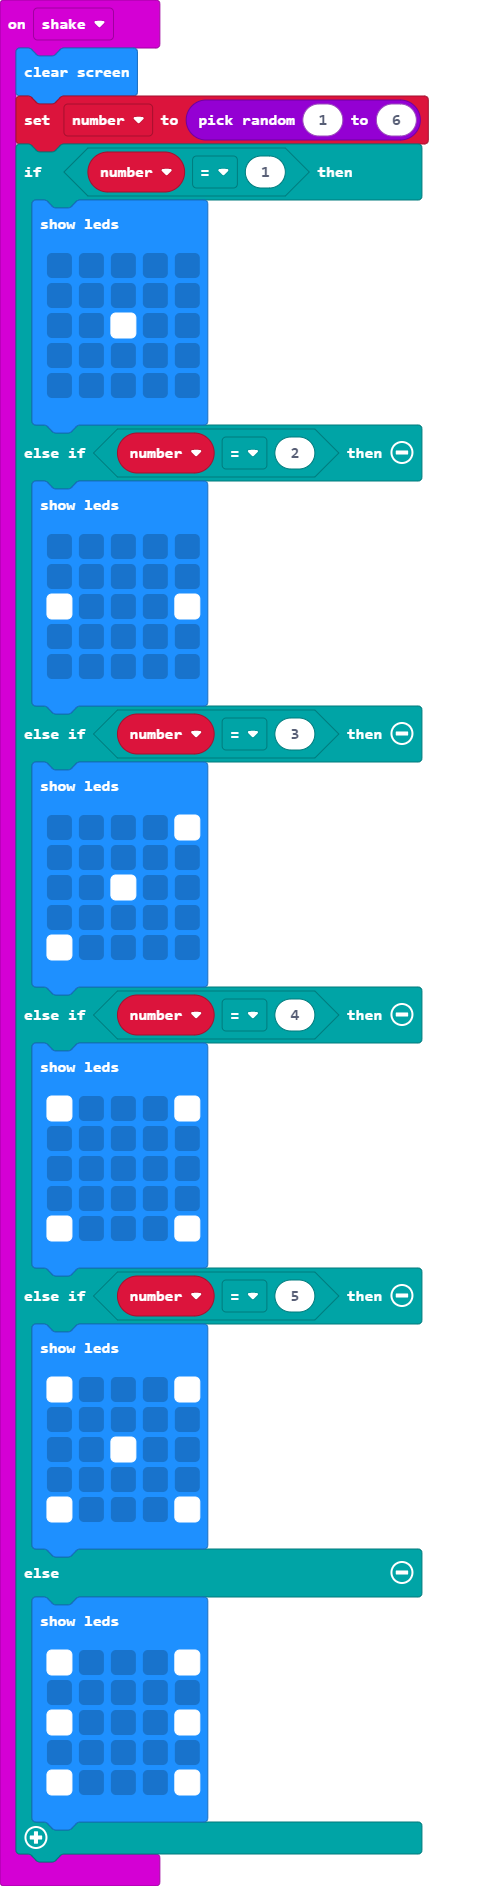 on shake
clear screen
set number to pick random 1 to 6
if number = 1 then
show leds
else if number = 2 then
show leds
else if number = 3 then
show leds
else if number = 4 then
show leds
else if number = 5 then
show leds
else
show leds